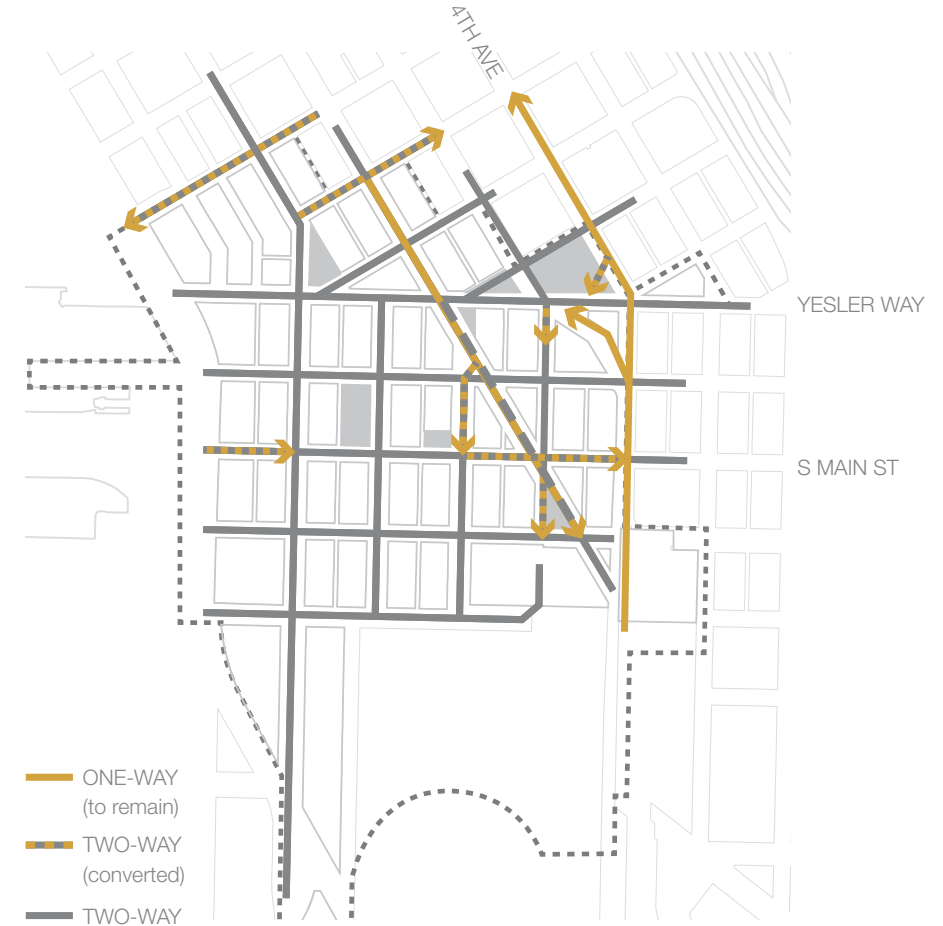 4TH AVE
YESLER WAY
S MAIN ST
ONE-WAY
(to remain)
TWO-WAY
(converted)
TWO-WAY